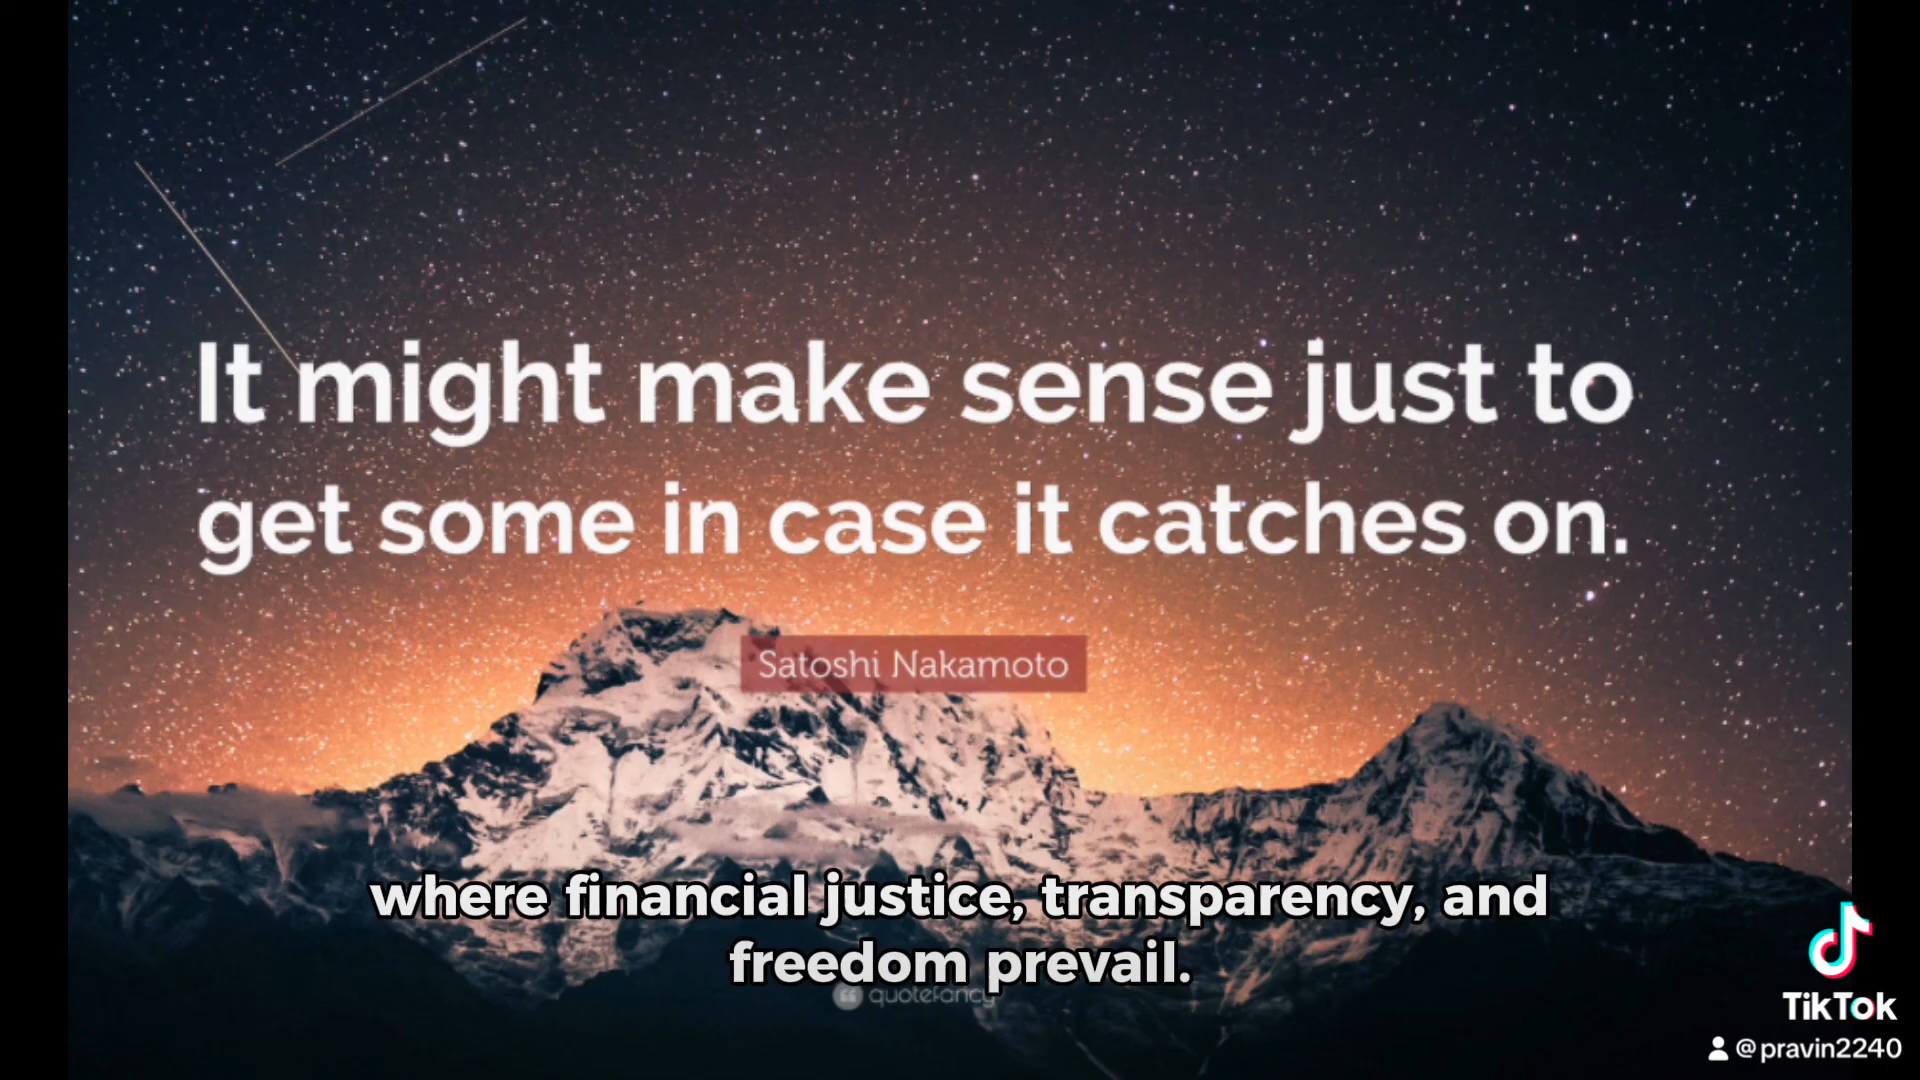 It might make sense just to
get some in case it catches on.
Satoshi Nakamoto
where financial justice, transparency, and
freedom prevail.
quotefancy
TikTok
@pravin2240